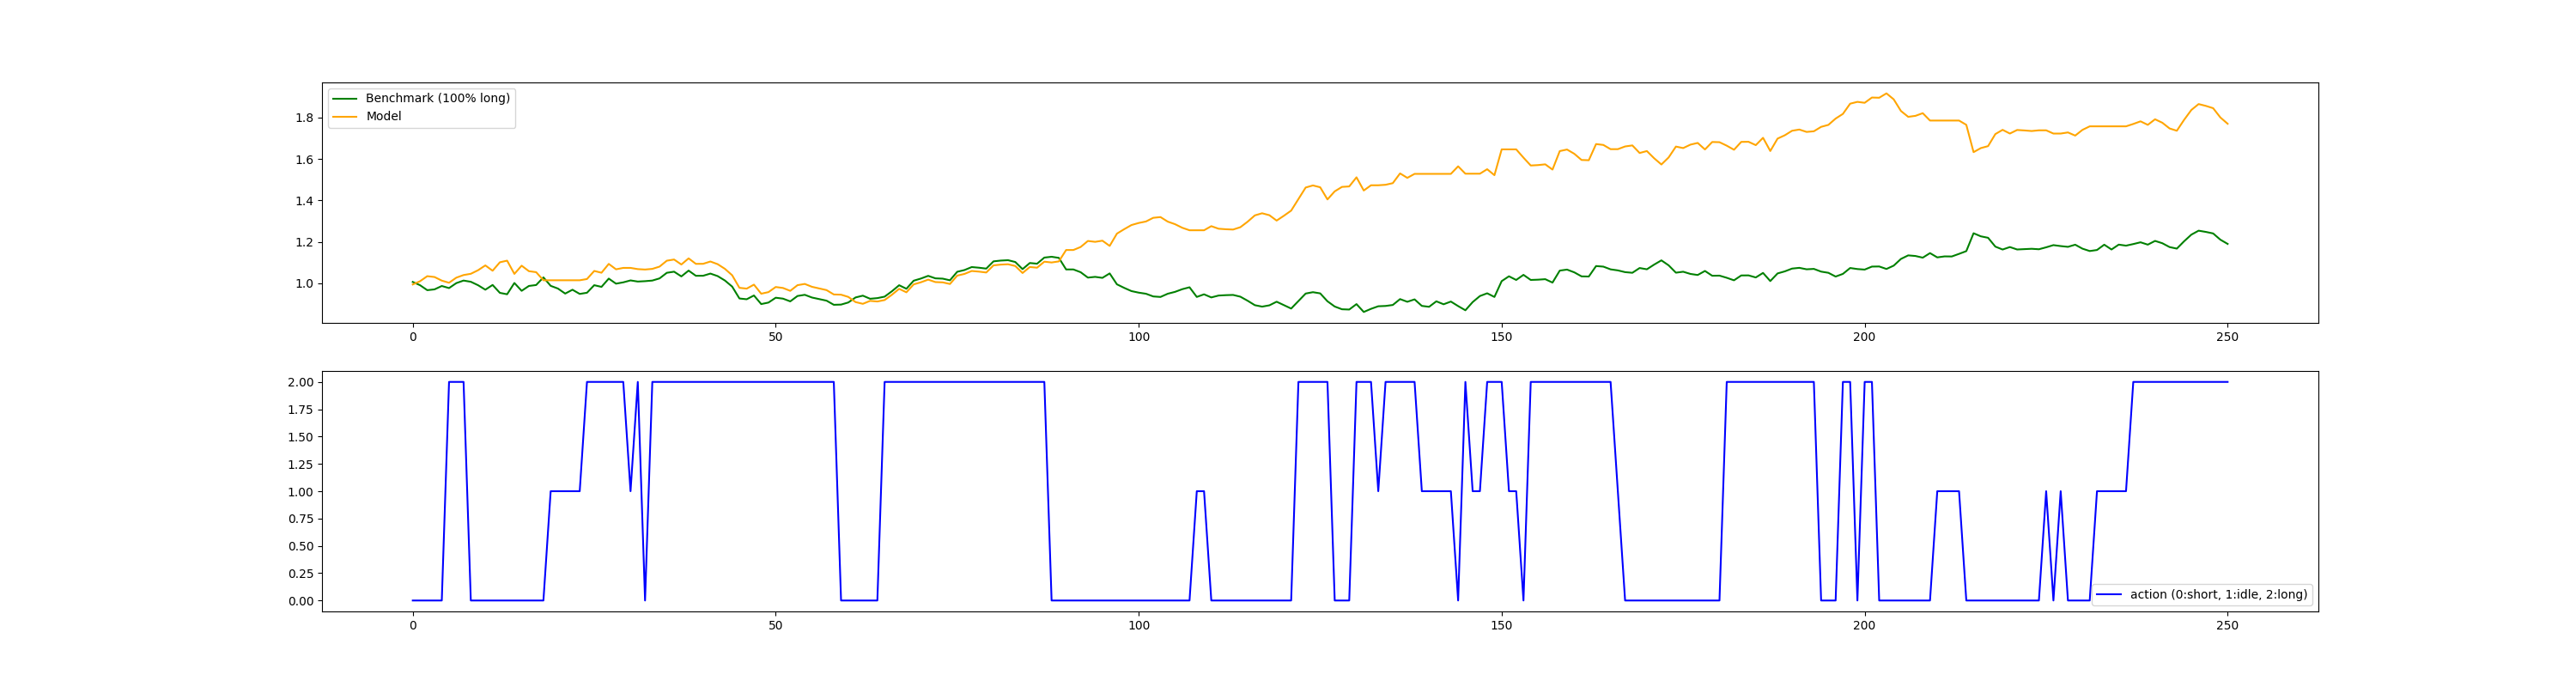 Benchmark (100% long)
Model
1.8
1.6
1.4
1.2
1.0
0 50 100 150 200 250
2.00
1.75
1.50
1.25
1.00
0.75
0.50
0.25
0.00
action (0:short, 1:idle, 2:long)
0 50 100 150 200 250